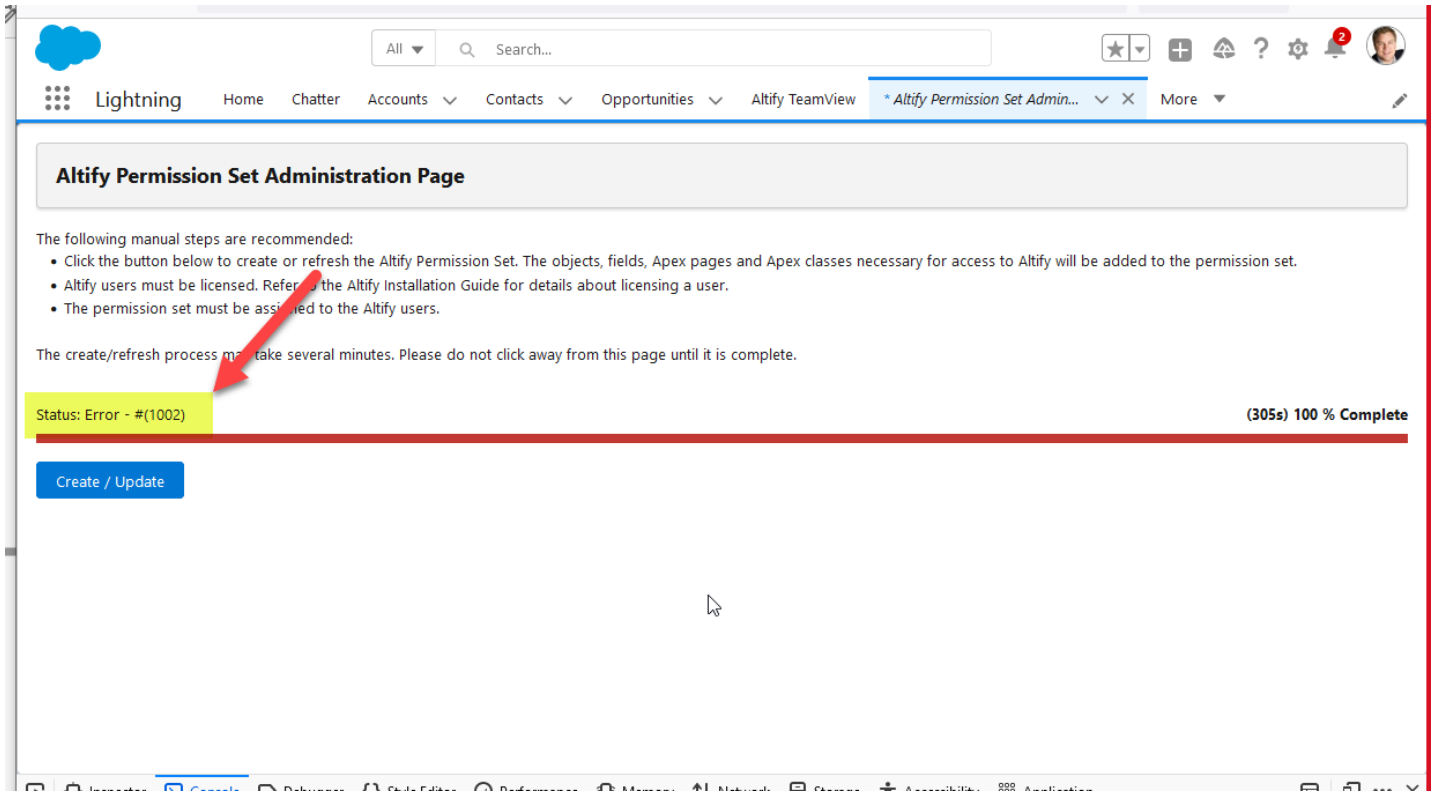 All Search... 2
Lightning Home Chatter Accounts Contacts Opportunities Altify TeamView * Altify Permission Set Admin... More
Altify Permission Set Administration Page
The following manual steps are recommended:
• Click the button below to create or refresh the Altify Permission Set. The objects, fields, Apex pages and Apex classes necessary for access to Altify will be added to the permission set.
• Altify users must be licensed. Refer to the Altify Installation Guide for details about licensing a user.
• The permission set must be assigned to the Altify users.
The create/refresh process may take several minutes. Please do not click away from this page until it is complete.
Status: Error - #(1002) (305s) 100 % Complete
Create / Update
Inspector Console Debugger Style Editor Performance Memory Network Storage Accessibility Application